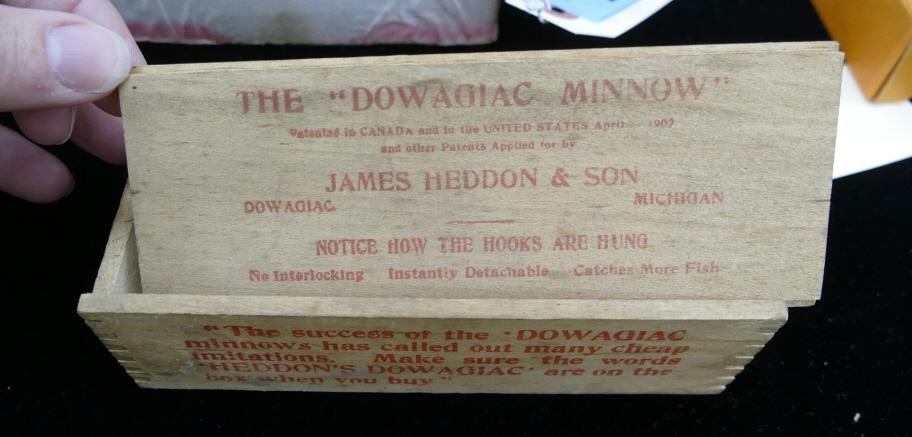 THE "DOWAGIAC MINNOW"
Patented in CANADA and in the UNITED STATES April 1902
and other Patents Applied for by
JAMES HEDDON & SON
DOWAGIAC MICHIGAN
NOTICE HOW THE HOOKS ARE HUNG
No Interlocking Instantly Detachable Catches More Fish
"The success of the 'DOWAGIAC
minnows has called out many cheap
imitations. Make sure the words
'HEDDON'S DOWAGIAC' are on the
box when you buy"